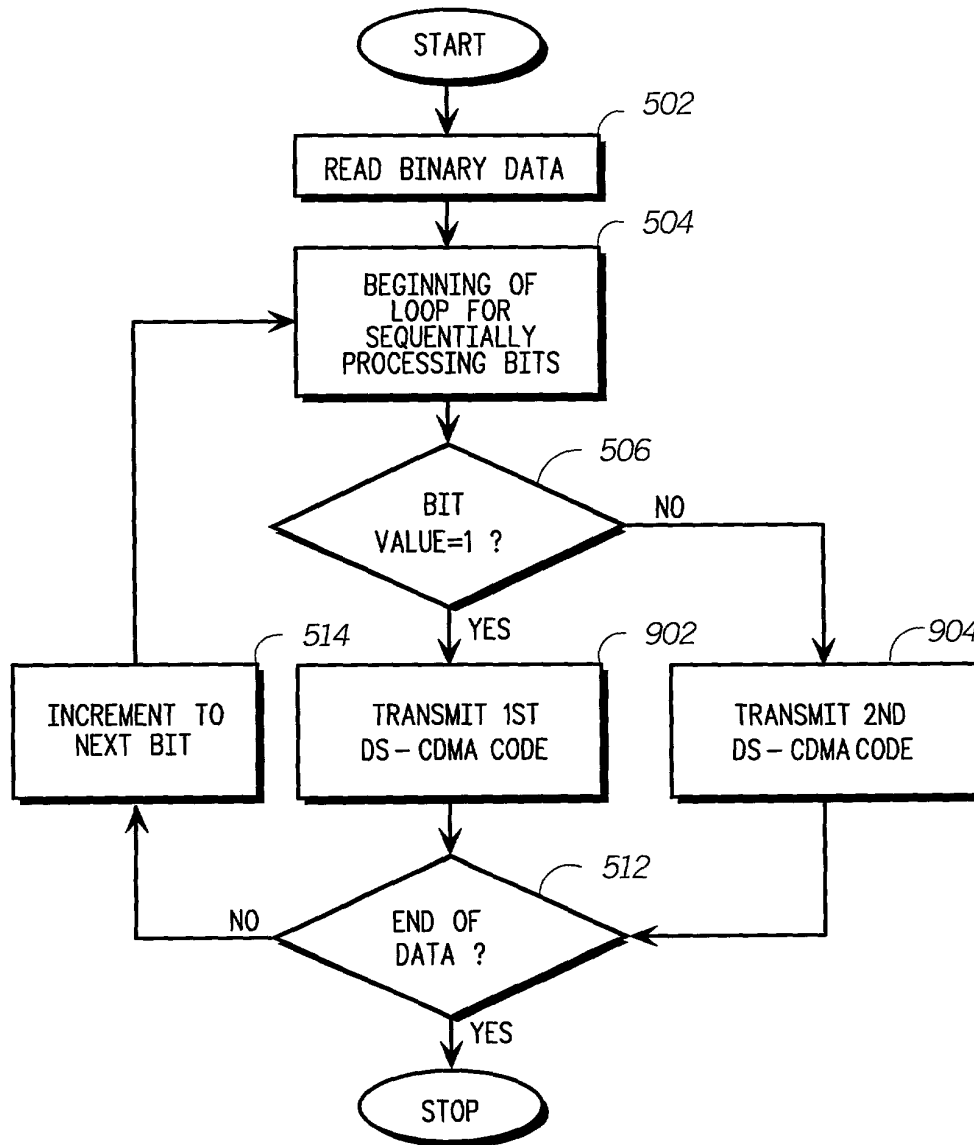 START
502
READ BINARY DATA
504
BEGINNING OF
LOOP FOR
SEQUENTIALLY
PROCESSING BITS
506
BIT
VALUE=1 ?
NO
YES
514
INCREMENT TO
NEXT BIT
902
TRANSMIT 1ST
DS-CDMA CODE
904
TRANSMIT 2ND
DS-CDMA CODE
512
END OF
DATA ?
NO
YES
STOP